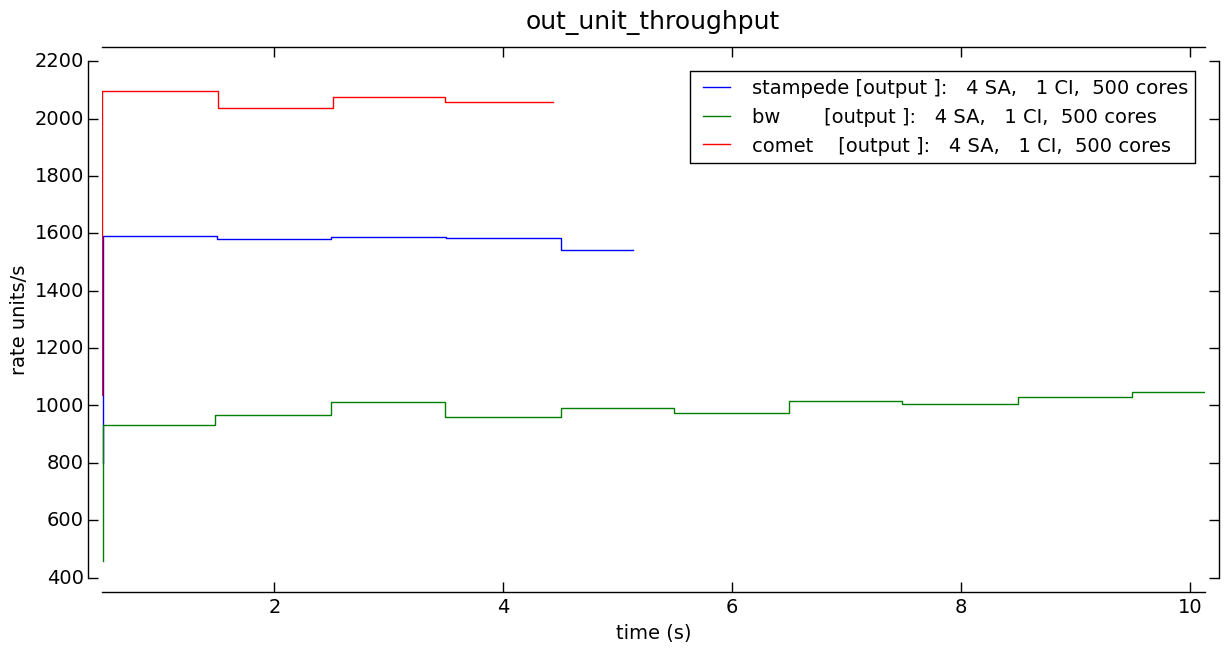 out_unit_throughput
2200
2000
1800
1600
1400
1200
1000
800
600
400
rate units/s
stampede [output ]:   4 SA,   1 CI,  500 cores
bw       [output ]:   4 SA,   1 CI,  500 cores
comet    [output ]:   4 SA,   1 CI,  500 cores
2 4 6 8 10
time (s)